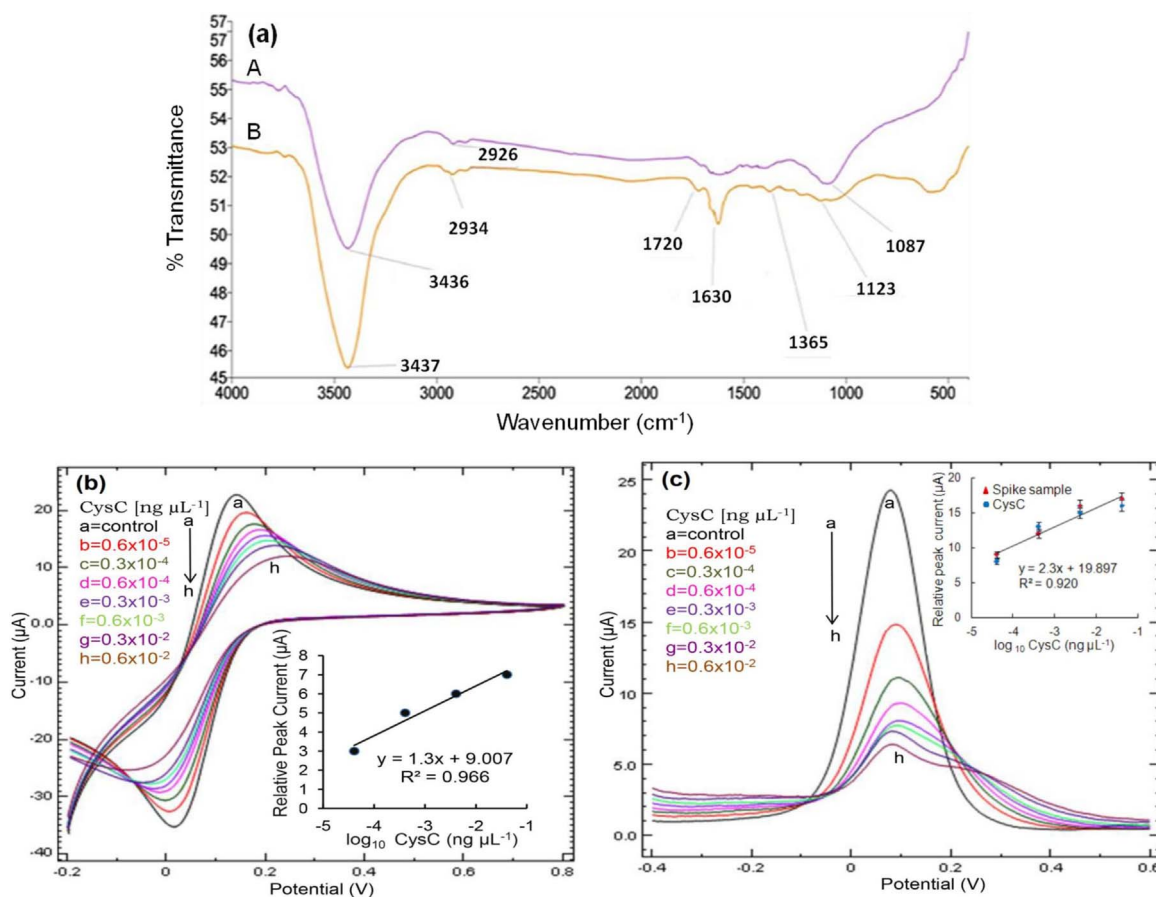 (a)
57
56
55
54
53
52
51
50
49
48
47
46
45
% Transmittance
A
B
2926
2934
3436
3437
1720
1630
1365
1123
1087
4000
3500
3000
2500
2000
1500
1000
500
Wavenumber (cm⁻¹)
(b)
CysC [ng µL⁻¹]
a=control
b=0.6x10⁻⁵
c=0.3x10⁻⁴
d=0.6x10⁻⁴
e=0.3x10⁻³
f=0.6x10⁻³
g=0.3x10⁻²
h=0.6x10⁻²
a
h
a
h
20
10
0.0
-10
-20
-30
-40
Current (µA)
-0.2
0
0.2
0.4
0.6
0.8
Potential (V)
Relative Peak Current (µA)
8
7
6
5
4
3
2
1
0
y = 1.3x + 9.007
R² = 0.966
-5
-4
-3
-2
-1
log₁₀ CysC (ng µL⁻¹)
(c)
CysC [ng µL⁻¹]
a=control
b=0.6x10⁻⁵
c=0.3x10⁻⁴
d=0.6x10⁻⁴
e=0.3x10⁻³
f=0.6x10⁻³
g=0.3x10⁻²
h=0.6x10⁻²
a
h
a
h
25
20
15
10
5.0
0.0
Current (µA)
-0.4
-0.2
0
0.2
0.4
0.6
Potential (V)
Relative peak current (µA)
20
15
10
5
0
Spike sample
CysC
y = 2.3x + 19.897
R² = 0.920
-5
-4
-3
-2
-1
log₁₀ CysC (ng µL⁻¹)